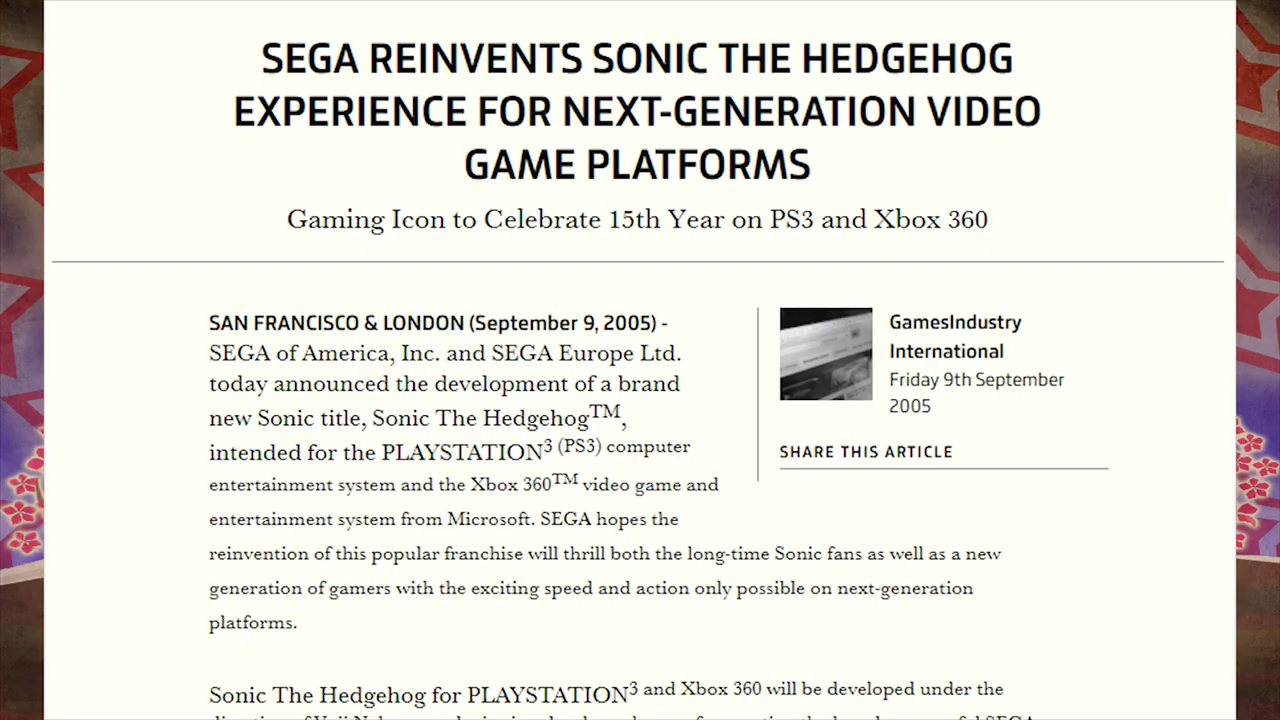 SEGA REINVENTS SONIC THE HEDGEHOG
EXPERIENCE FOR NEXT-GENERATION VIDEO
GAME PLATFORMS
Gaming Icon to Celebrate 15th Year on PS3 and Xbox 360
SAN FRANCISCO & LONDON (September 9, 2005) -
SEGA of America, Inc. and SEGA Europe Ltd.
today announced the development of a brand
new Sonic title, Sonic The Hedgehog™,
intended for the PLAYSTATION³ (PS3) computer
entertainment system and the Xbox 360™ video game and
entertainment system from Microsoft. SEGA hopes the
reinvention of this popular franchise will thrill both the long-time Sonic fans as well as a new
generation of gamers with the exciting speed and action only possible on next-generation
platforms.
GamesIndustry
International
Friday 9th September
2005
SHARE THIS ARTICLE
Sonic The Hedgehog for PLAYSTATION³ and Xbox 360 will be developed under the